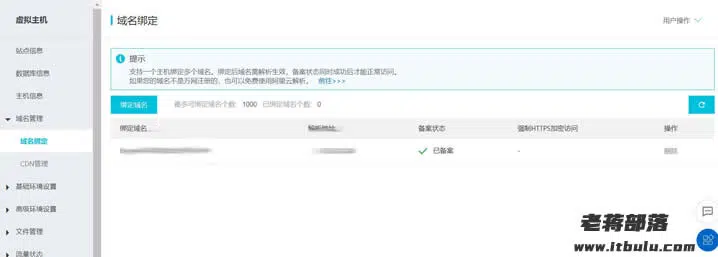 虚拟主机
域名绑定
用户操作
站点信息
数据库信息
主机信息
域名管理
域名绑定
CDN管理
基础环境设置
高级环境设置
文件管理
流量状态
提示
支持一个主机绑定多个域名。绑定后域名需解析生效，备案状态同时成功后才能正常访问。
如果您的域名不是万网注册的，也可以免费使用阿里云解析。 前往>>>
绑定域名 最多可绑定域名个数: 1000 已绑定域名个数: 0
绑定域名 解析地址 备案状态 强制HTTPS加密访问 操作
已备案 -
老蒋部落
www.itbulu.com